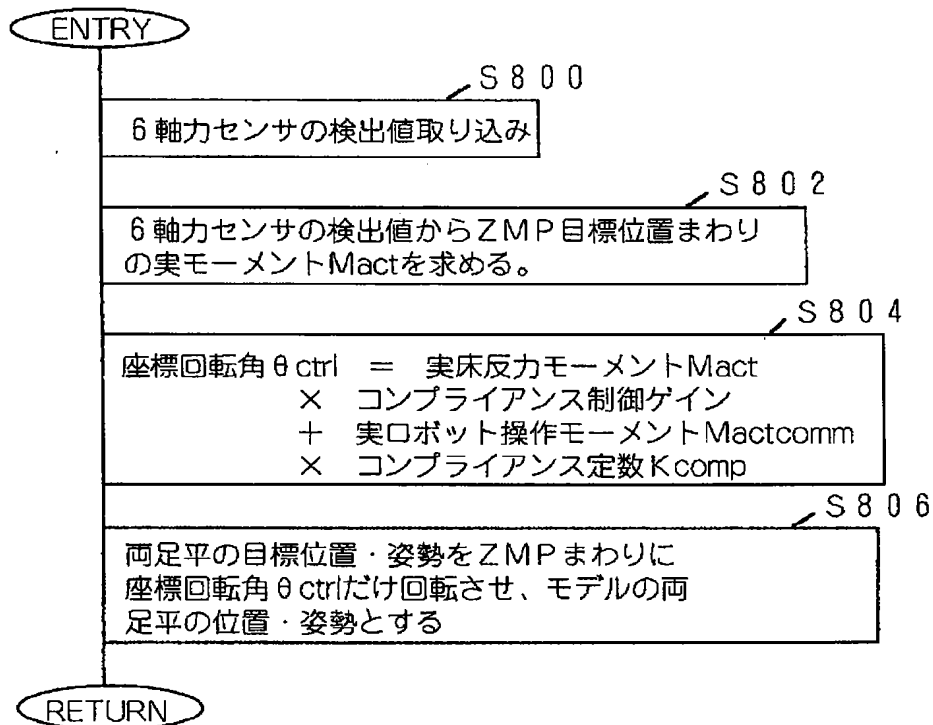 ENTRY
S800
6軸力センサの検出値取り込み
S802
6軸力センサの検出値からZMP目標位置まわり
の実モーメントMactを求める。
S804
座標回転角θctrl = 実床反力モーメントMact
× コンプライアンス制御ゲイン
+ 実ロボット操作モーメントMactcomm
× コンプライアンス定数Kcomp
S806
両足平の目標位置・姿勢をZMPまわりに
座標回転角θctrlだけ回転させ、モデルの両
足平の位置・姿勢とする
RETURN